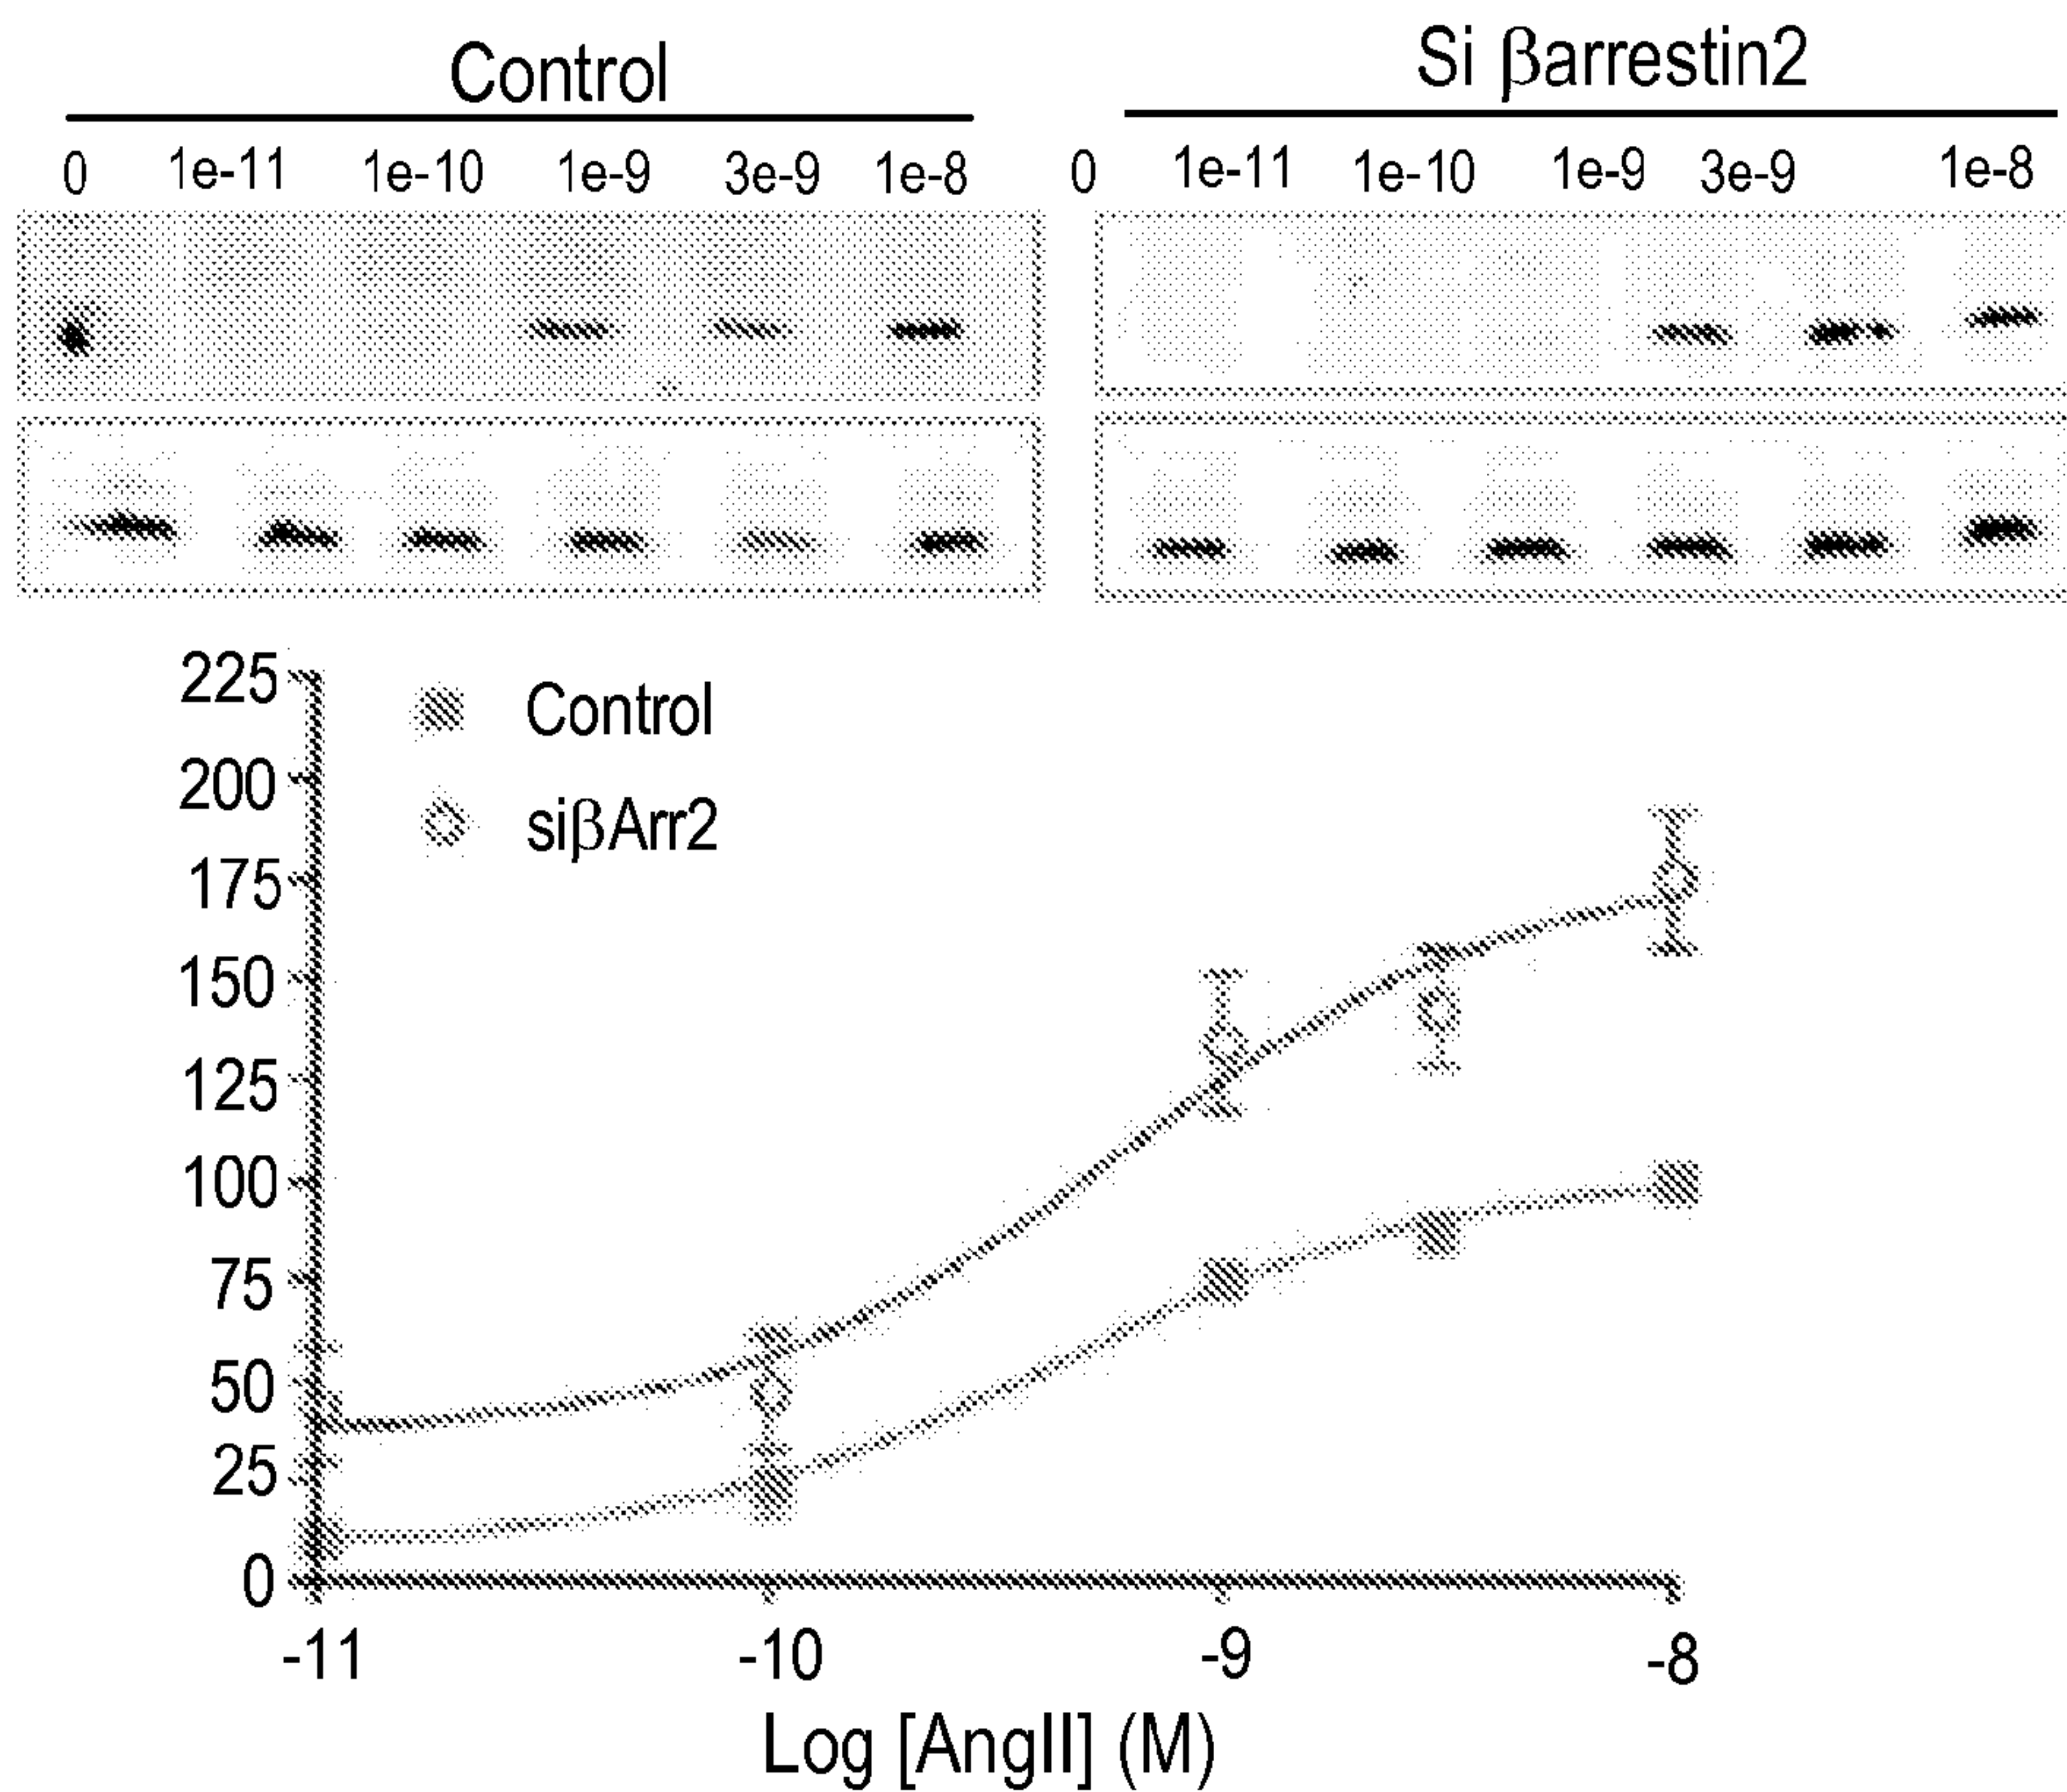 Control Si βarrestin2
0 1e-11 1e-10 1e-9 3e-9 1e-8 0 1e-11 1e-10 1e-9 3e-9 1e-8
225
Control
200
siβArr2
175
150
125
100
75
50
25
0
-11 -10 -9 -8
Log [AngII] (M)